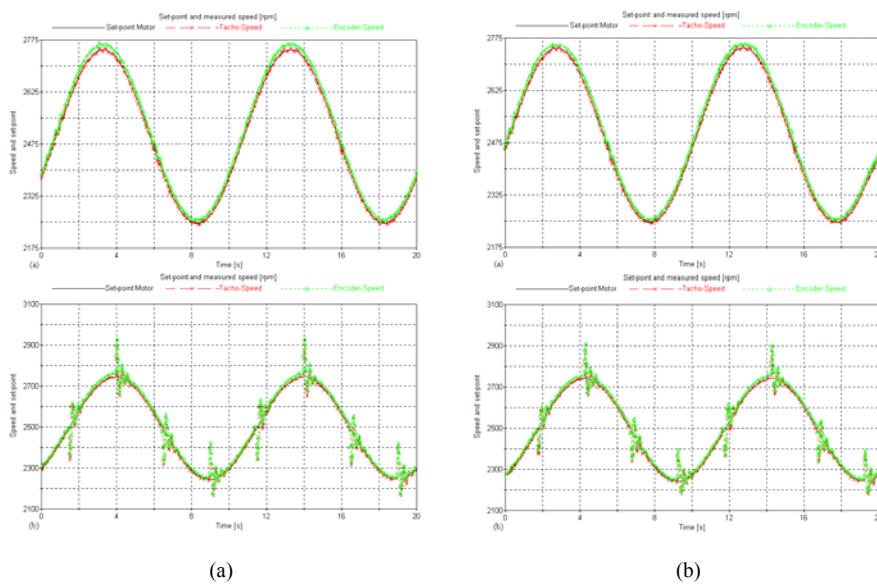 Set-point and measured speed [rpm]
Set-point Motor Tacho-Speed Encoder-Speed
2775
2625
2475
2325
2175
Speed and set-point
0 4 8 12 16 20
(a) Time [s]
Set-point and measured speed [rpm]
Set-point Motor Tacho-Speed Encoder-Speed
3100
2900
2700
2500
2300
2100
Speed and set-point
0 4 8 12 16 20
(b) Time [s]
(a)
Set-point and measured speed [rpm]
Set-point Motor Tacho-Speed Encoder-Speed
2775
2625
2475
2325
2175
Speed and set-point
0 4 8 12 16 20
(a) Time [s]
Set-point and measured speed [rpm]
Set-point Motor Tacho-Speed Encoder-Speed
3100
2900
2700
2500
2300
2100
Speed and set-point
0 4 8 12 16 20
(b) Time [s]
(b)